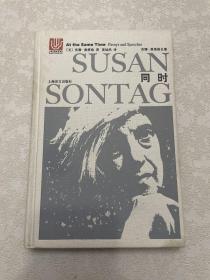 At the Same Time Essays and Speeches
SUSAN
同时
上海译文出版社
SONTAG